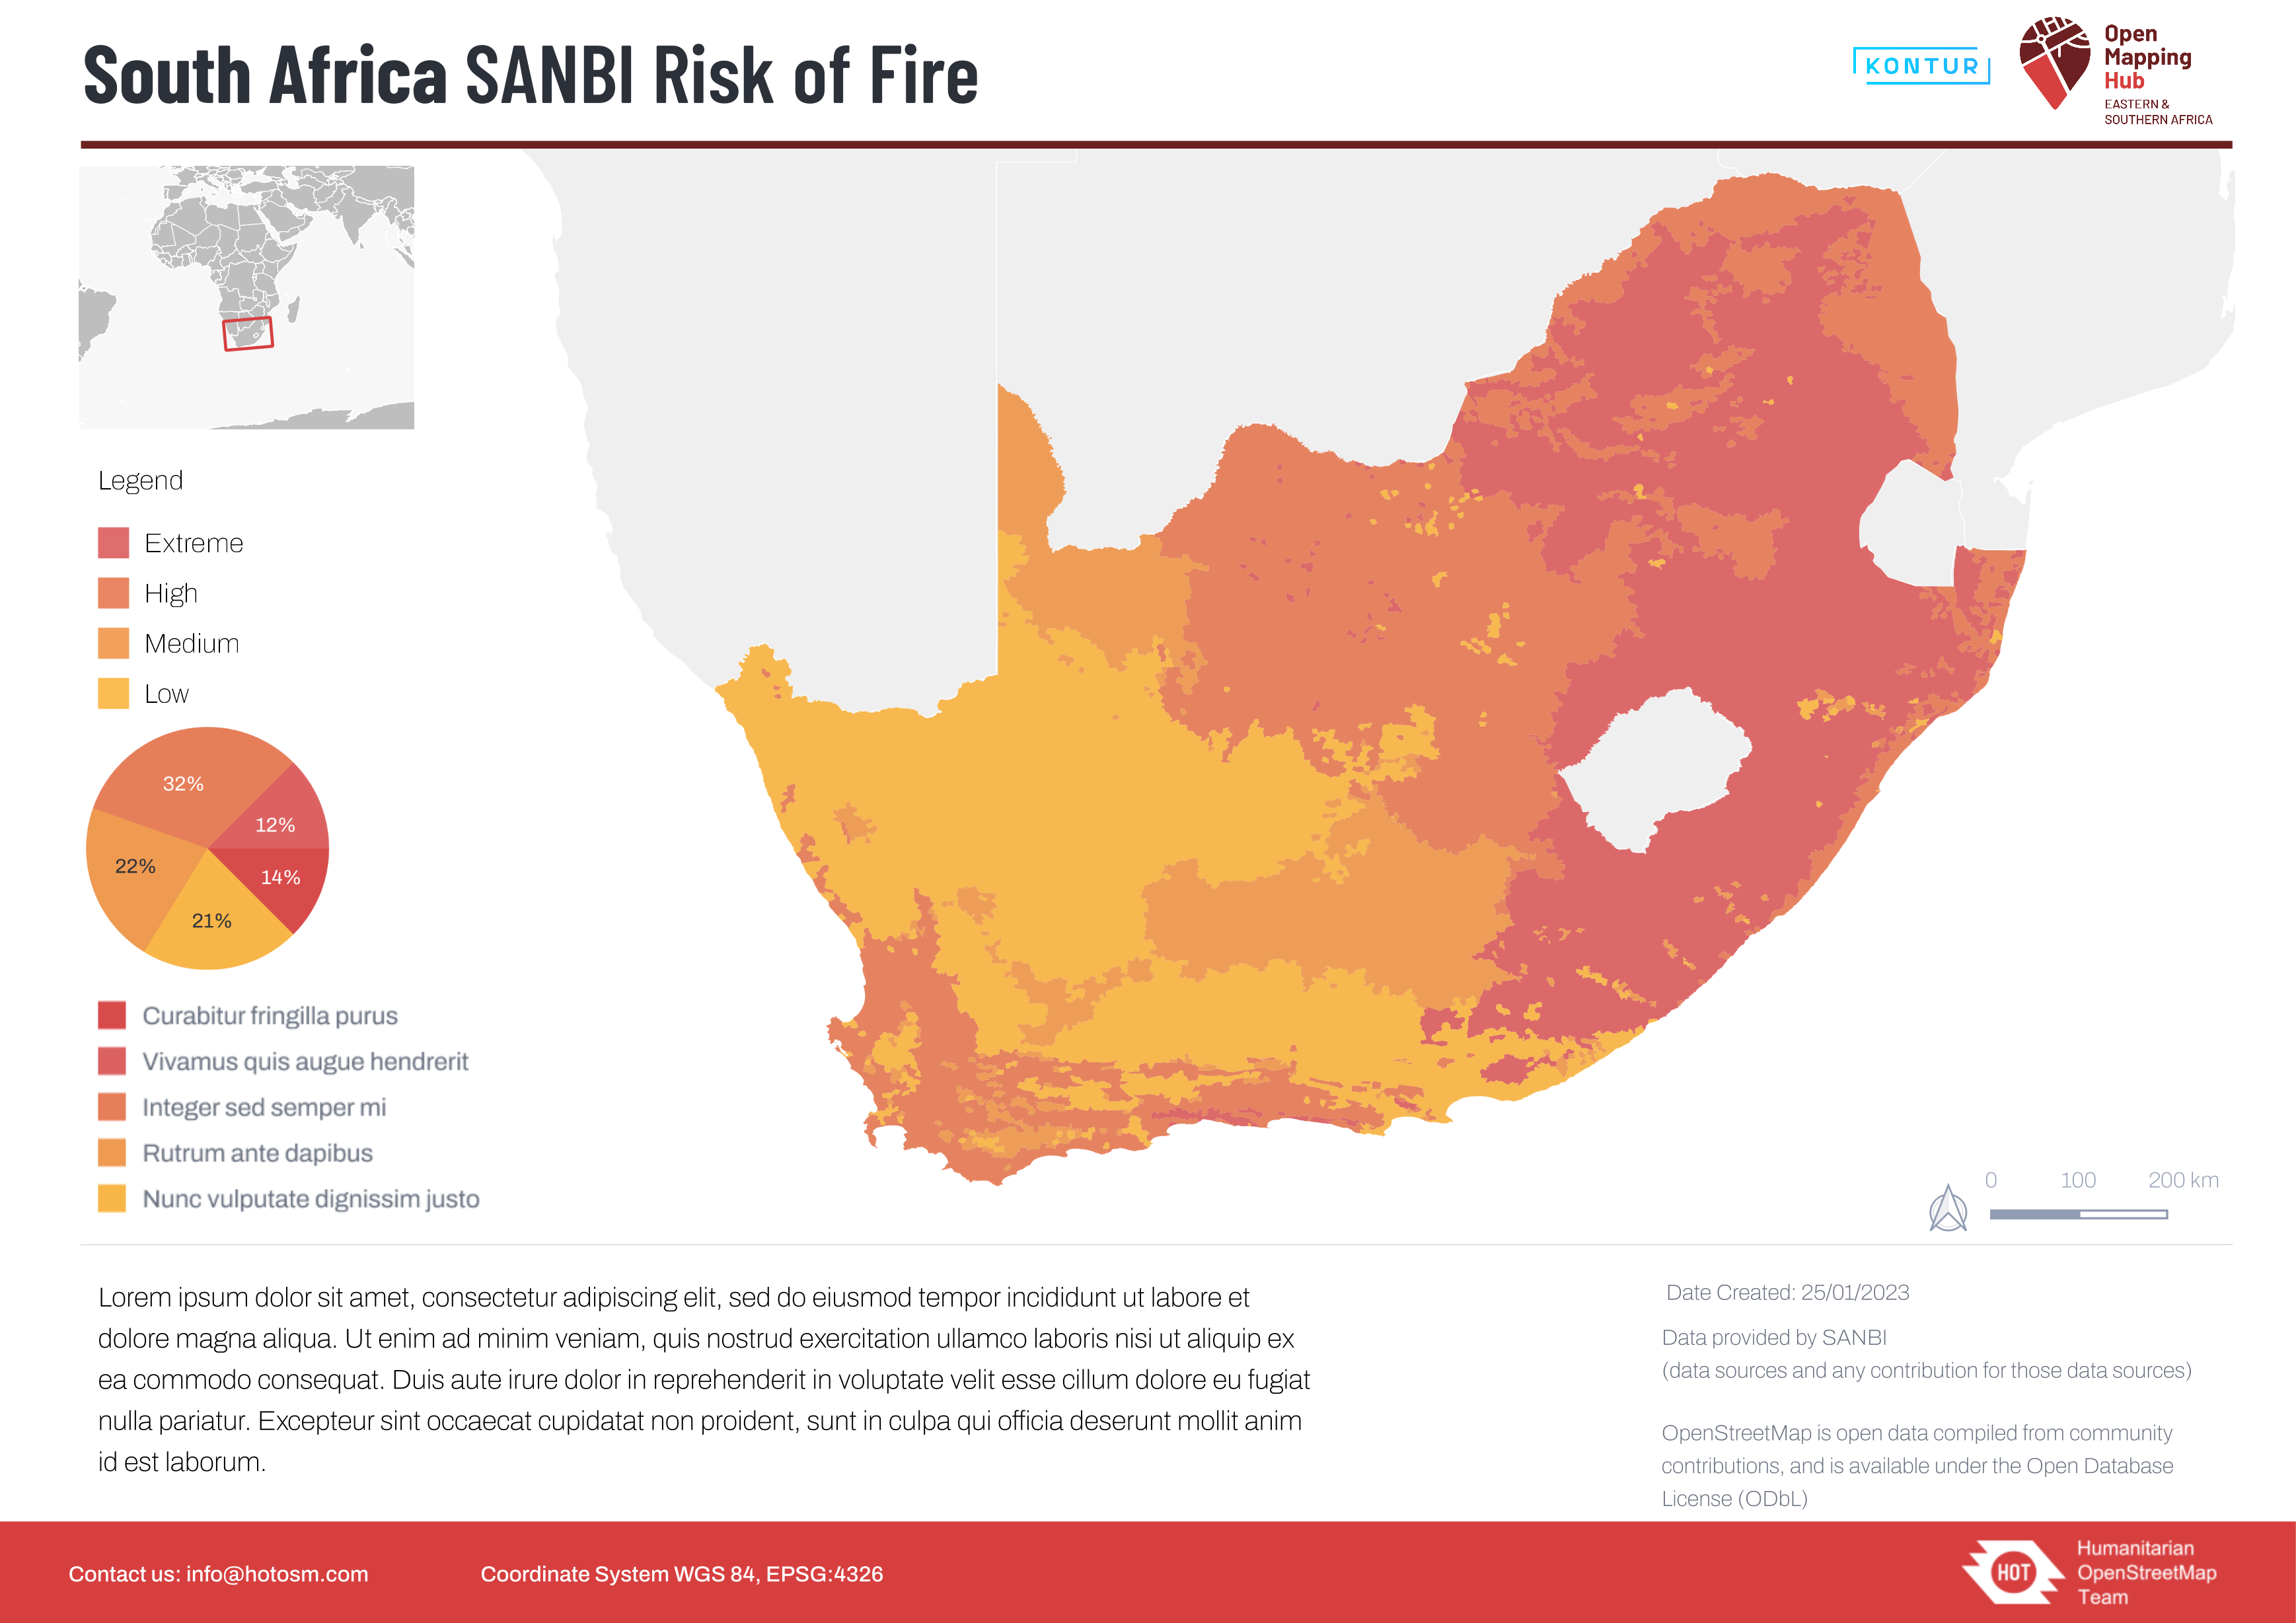 South Africa SANBI Risk of Fire
KONTUR
Open
Mapping
Hub
EASTERN &
SOUTHERN AFRICA
Legend
Extreme
High
Medium
Low
32%
12%
22%
14%
21%
Curabitur fringilla purus
Vivamus quis augue hendrerit
Integer sed semper mi
Rutrum ante dapibus
Nunc vulputate dignissim justo
0 100 200 km
Lorem ipsum dolor sit amet, consectetur adipiscing elit, sed do eiusmod tempor incididunt ut labore et
dolore magna aliqua. Ut enim ad minim veniam, quis nostrud exercitation ullamco laboris nisi ut aliquip ex
ea commodo consequat. Duis aute irure dolor in reprehenderit in voluptate velit esse cillum dolore eu fugiat
nulla pariatur. Excepteur sint occaecat cupidatat non proident, sunt in culpa qui officia deserunt mollit anim
id est laborum.
Date Created: 25/01/2023
Data provided by SANBI
(data sources and any contribution for those data sources)
OpenStreetMap is open data compiled from community
contributions, and is available under the Open Database
License (ODbL)
Contact us: info@hotosm.com
Coordinate System WGS 84, EPSG:4326
HOT
Humanitarian
OpenStreetMap
Team